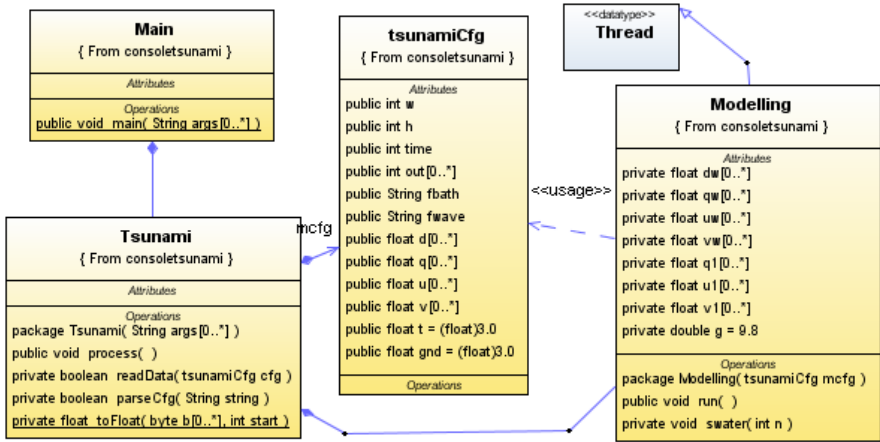 Main
{ From consoletsunami }
Attributes
Operations
public void main( String args[0..*] )
tsunamiCfg
{ From consoletsunami }
Attributes
public int w
public int h
public int time
public int out[0..*]
public String fbath
public String fwave
public float d[0..*]
public float q[0..*]
public float u[0..*]
public float v[0..*]
public float t = (float)3.0
public float gnd = (float)3.0
Operations
<<datatype>>
Thread
Modelling
{ From consoletsunami }
Attributes
private float dw[0..*]
private float qw[0..*]
private float uw[0..*]
private float vw[0..*]
private float q1[0..*]
private float u1[0..*]
private float v1[0..*]
private double g = 9.8
Operations
package Modelling( tsunamiCfg mcfg )
public void run( )
private void swater( int n )
<<usage>>
mcfg
Tsunami
{ From consoletsunami }
Attributes
Operations
package Tsunami( String args[0..*] )
public void process( )
private boolean readData( tsunamiCfg cfg )
private boolean parseCfg( String string )
private float toFloat( byte b[0..*], int start )